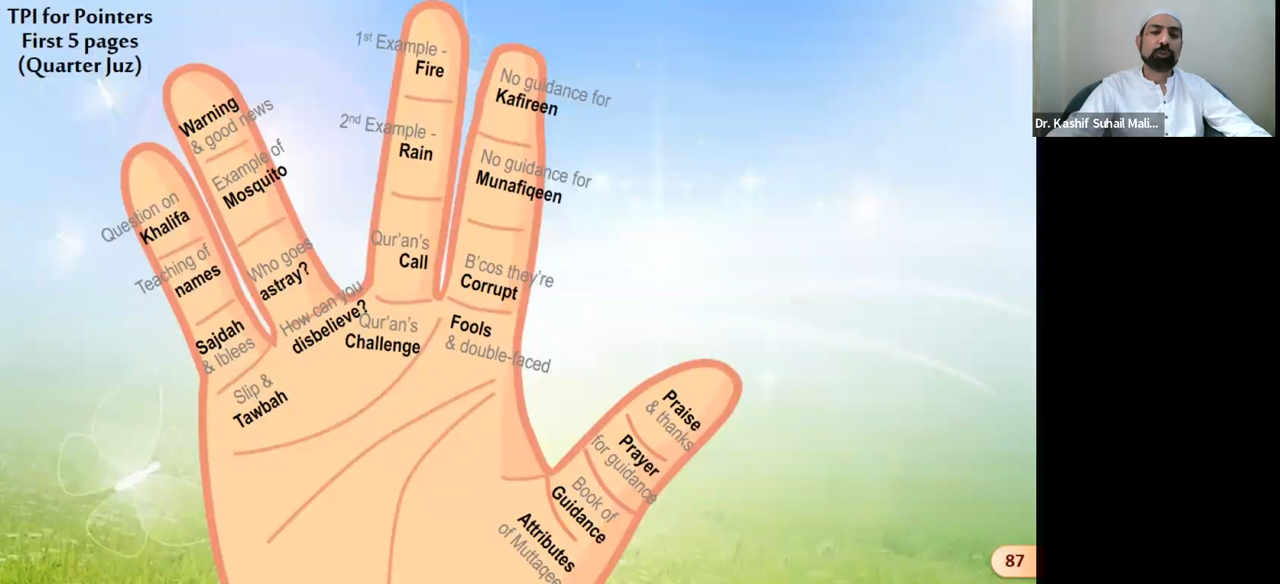 TPI for Pointers
First 5 pages
(Quarter Juz)
Praise
& thanks
Prayer
for guidance
Book of
Guidance
Attributes
of Muttaqee
No guidance for
Kafireen
No guidance for
Munafiqeen
B'cos they're
Corrupt
Fools
& double-faced
1st Example -
Fire
2nd Example -
Rain
Qur'an's
Call
Qur'an's
Challenge
Warning
& good news
Example of
Mosquito
Who goes
astray?
How can you
disbelieve?
Question on
Khalifa
Teaching of
names
Sajdah
& Iblees
Slip &
Tawbah
Dr. Kashif Suhail Mali...
87